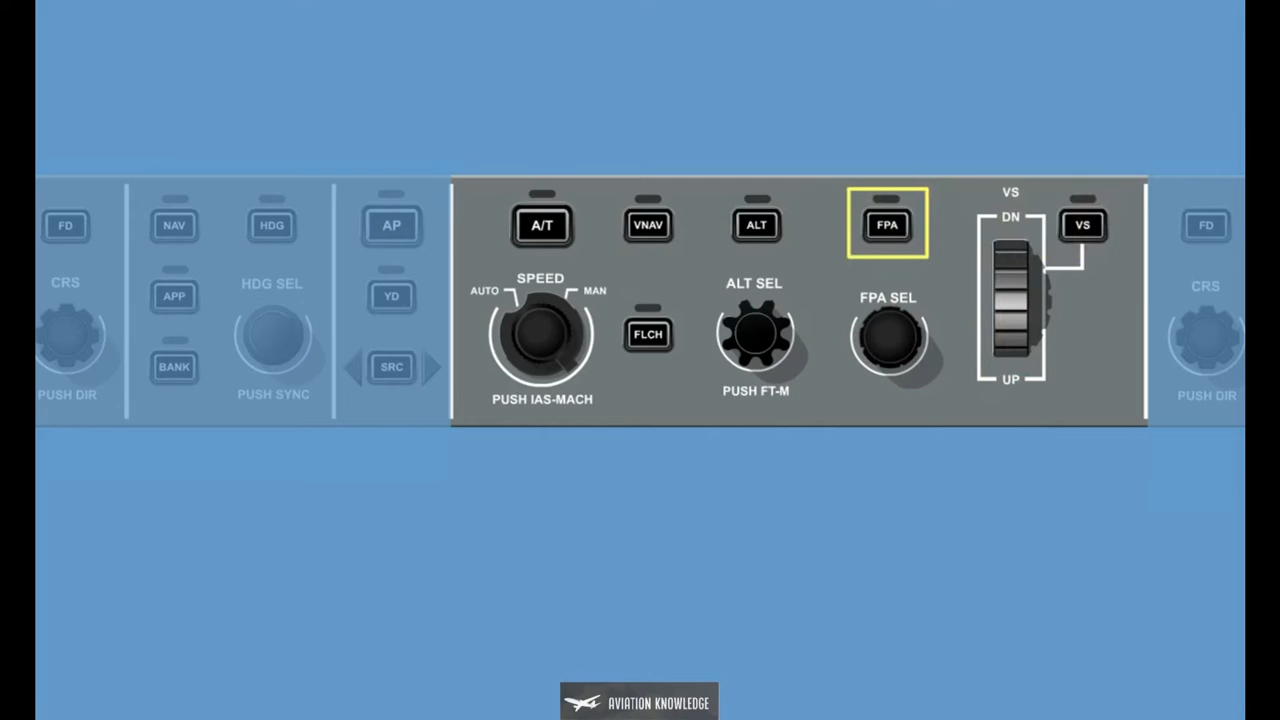 FD
CRS
PUSH DIR
NAV
APP
BANK
HDG
HDG SEL
PUSH SYNC
AP
YD
SRC
A/T
SPEED
AUTO
MAN
PUSH IAS-MACH
VNAV
FLCH
ALT
ALT SEL
PUSH FT-M
FPA
FPA SEL
VS
DN
UP
VS
FD
CRS
PUSH DIR
AVIATION KNOWLEDGE